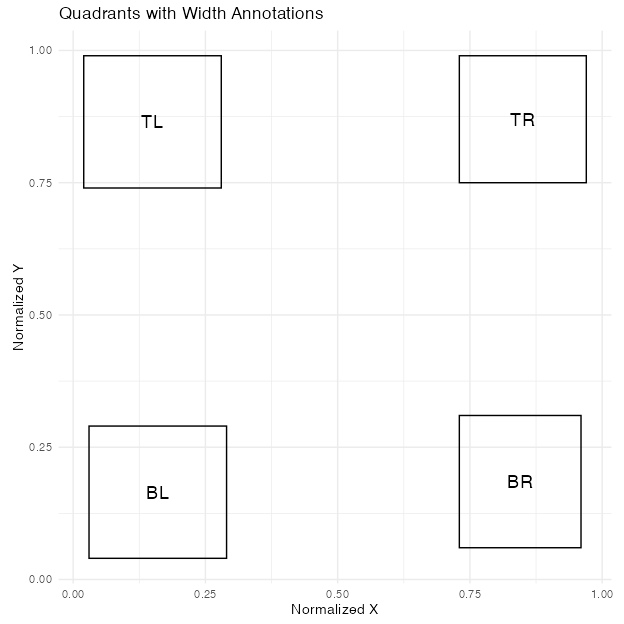 Quadrants with Width Annotations
1.00
TL
TR
0.75
Normalized Y
0.50
0.25
BL
BR
0.00
0.00 0.25 0.50 0.75 1.00
Normalized X